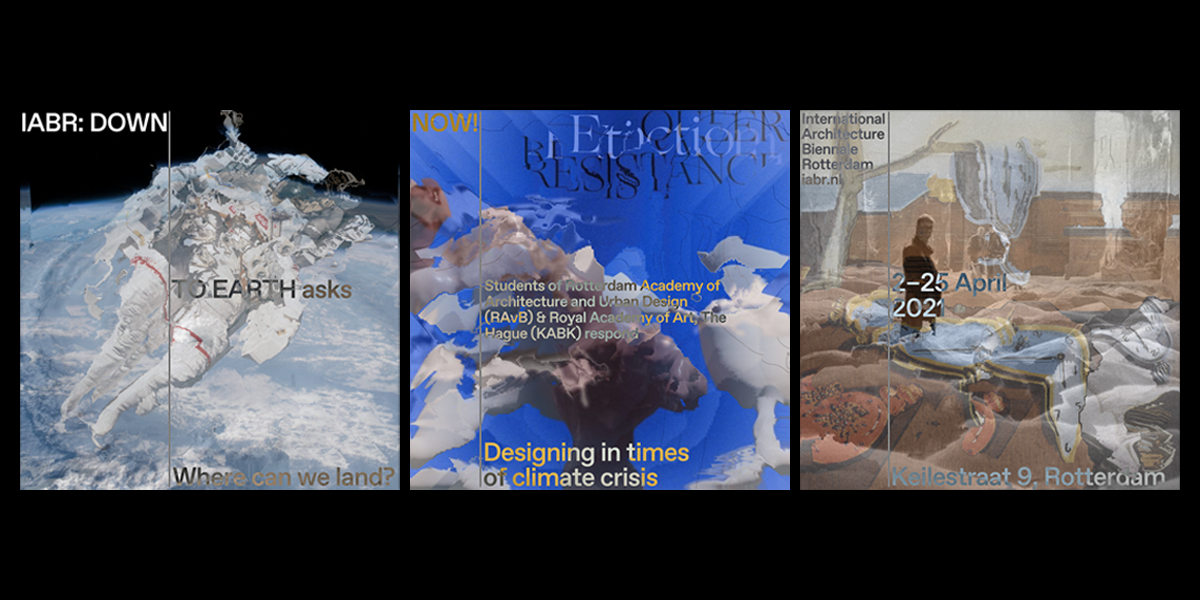 IABR: DOWN
TO EARTH asks
Where can we land?
NOW!
QUEER
RESISTANC
Students of Rotterdam Academy of
Architecture and Urban Design
(RAvB) & Royal Academy of Art, The
Hague (KABK) respond
Designing in times
of climate crisis
International
Architecture
Biennale
Rotterdam
iabr.nl
2–25 April
2021
Keilestraat 9, Rotterdam